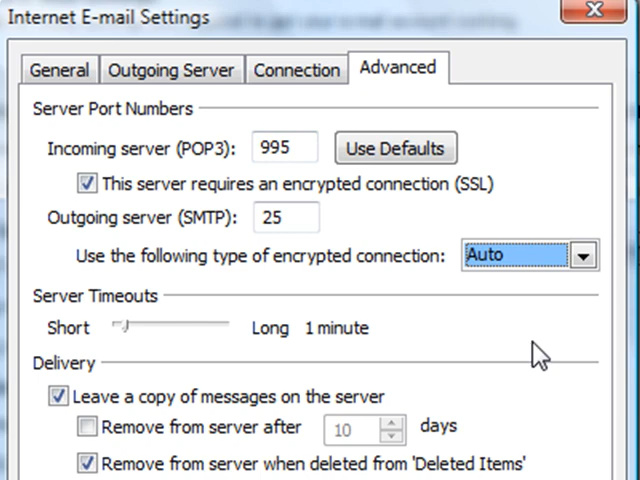 Internet E-mail Settings
General Outgoing Server Connection Advanced
Server Port Numbers
Incoming server (POP3): 995 Use Defaults
This server requires an encrypted connection (SSL)
Outgoing server (SMTP): 25
Use the following type of encrypted connection: Auto
Server Timeouts
Short Long 1 minute
Delivery
Leave a copy of messages on the server
Remove from server after 10 days
Remove from server when deleted from 'Deleted Items'